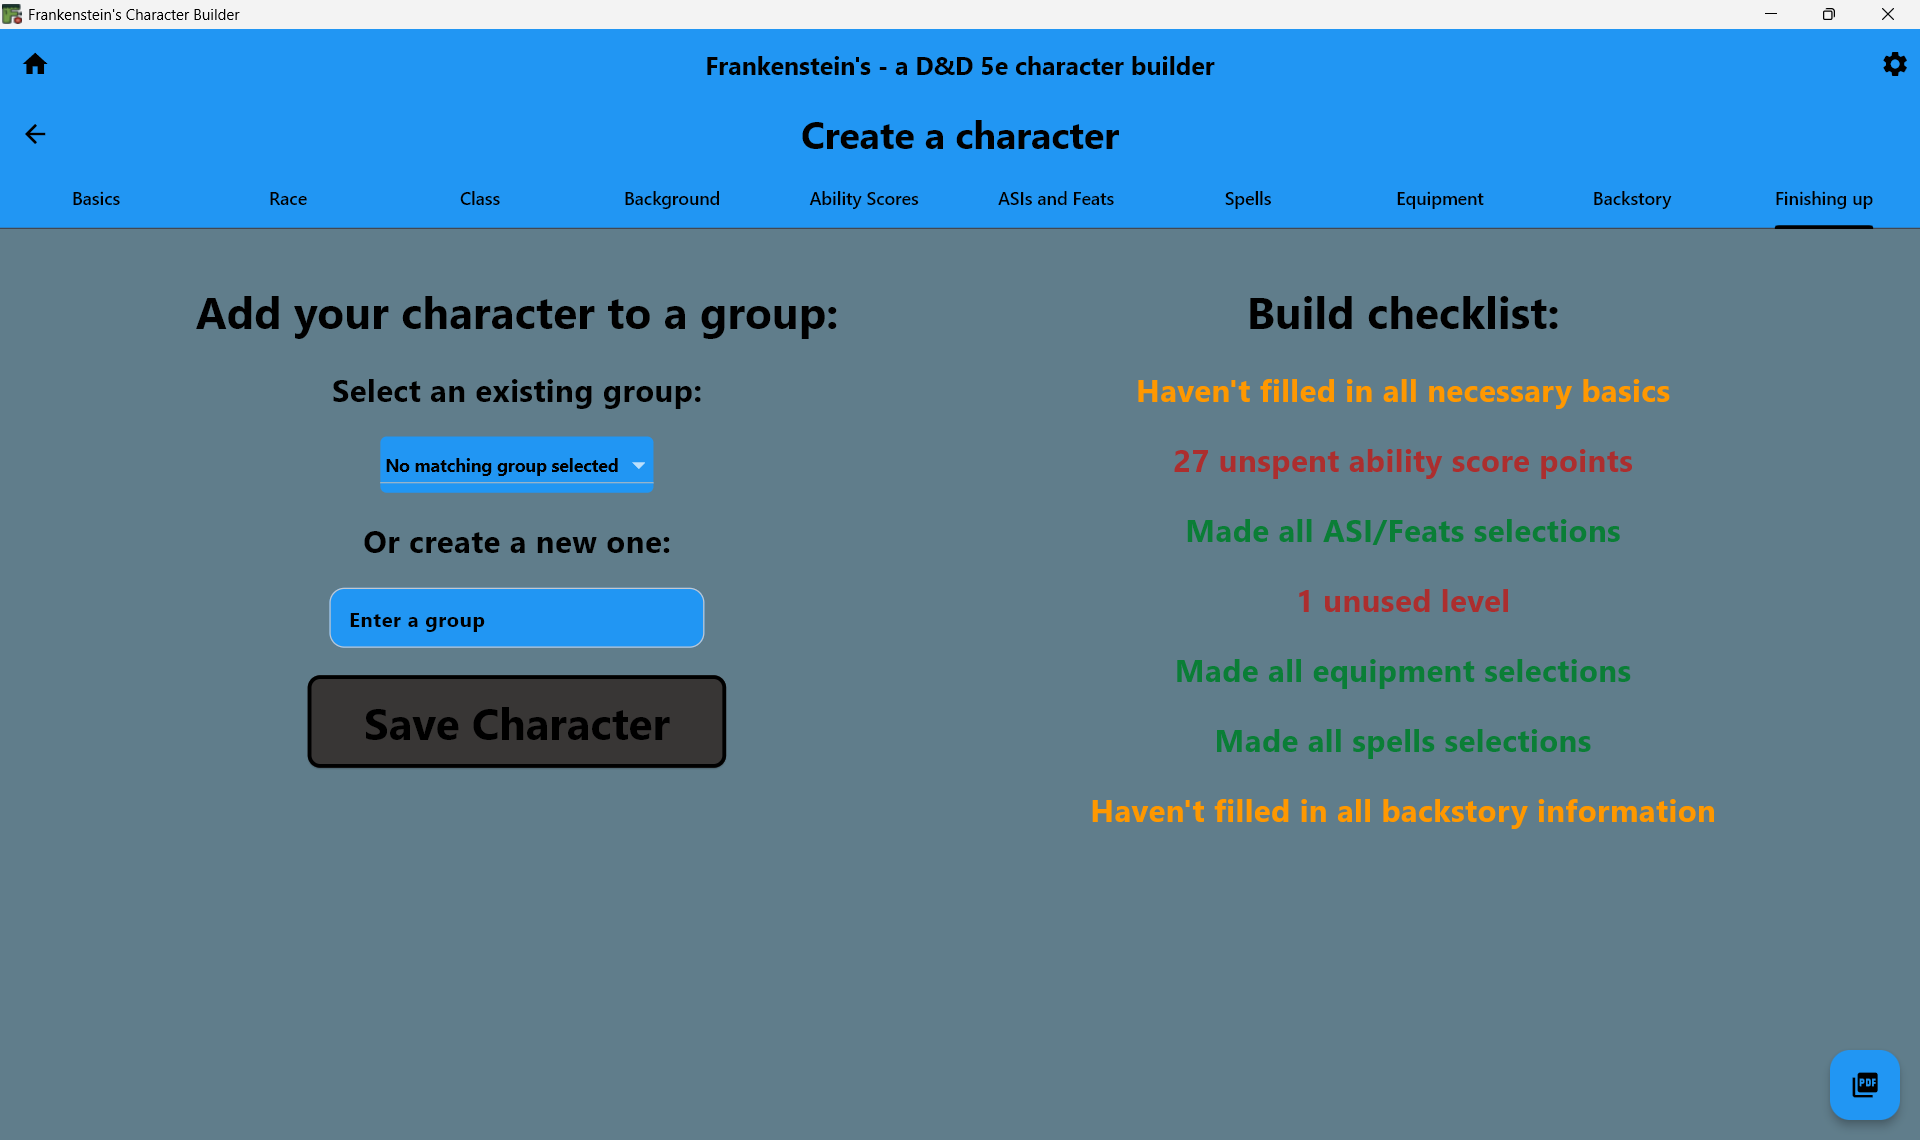 Frankenstein's Character Builder
Frankenstein's - a D&D 5e character builder
Create a character
Basics
Race
Class
Background
Ability Scores
ASIs and Feats
Spells
Equipment
Backstory
Finishing up
Add your character to a group:
Select an existing group:
No matching group selected
Or create a new one:
Enter a group
Save Character
Build checklist:
Haven't filled in all necessary basics
27 unspent ability score points
Made all ASI/Feats selections
1 unused level
Made all equipment selections
Made all spells selections
Haven't filled in all backstory information
PDF